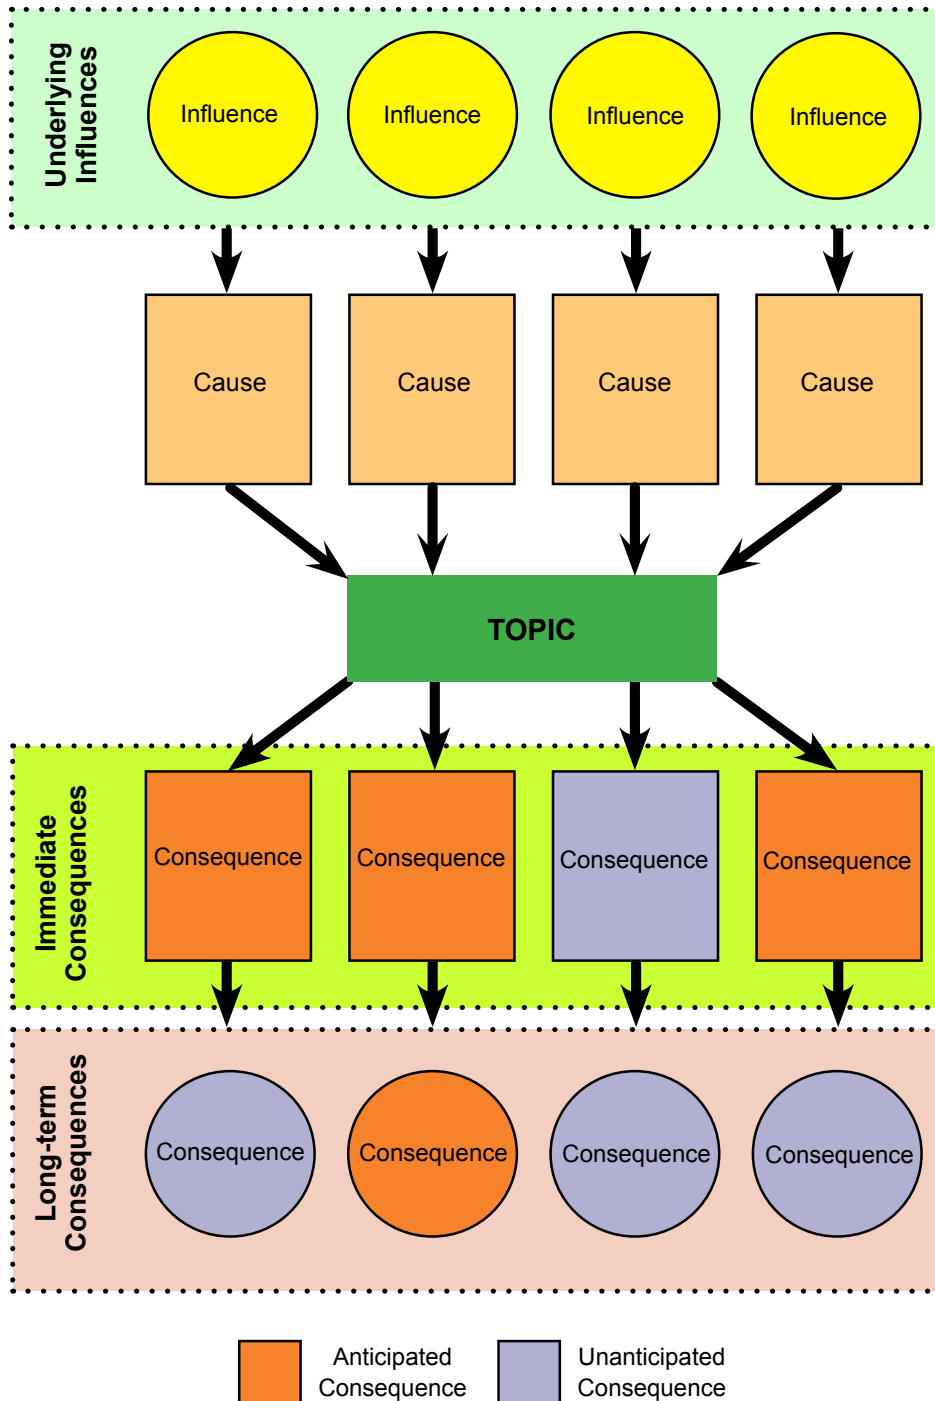 Underlying
Influences
Influence
Influence
Influence
Influence
Cause
Cause
Cause
Cause
TOPIC
Immediate
Consequences
Consequence
Consequence
Consequence
Consequence
Long-term
Consequences
Consequence
Consequence
Consequence
Consequence
Anticipated
Consequence
Unanticipated
Consequence